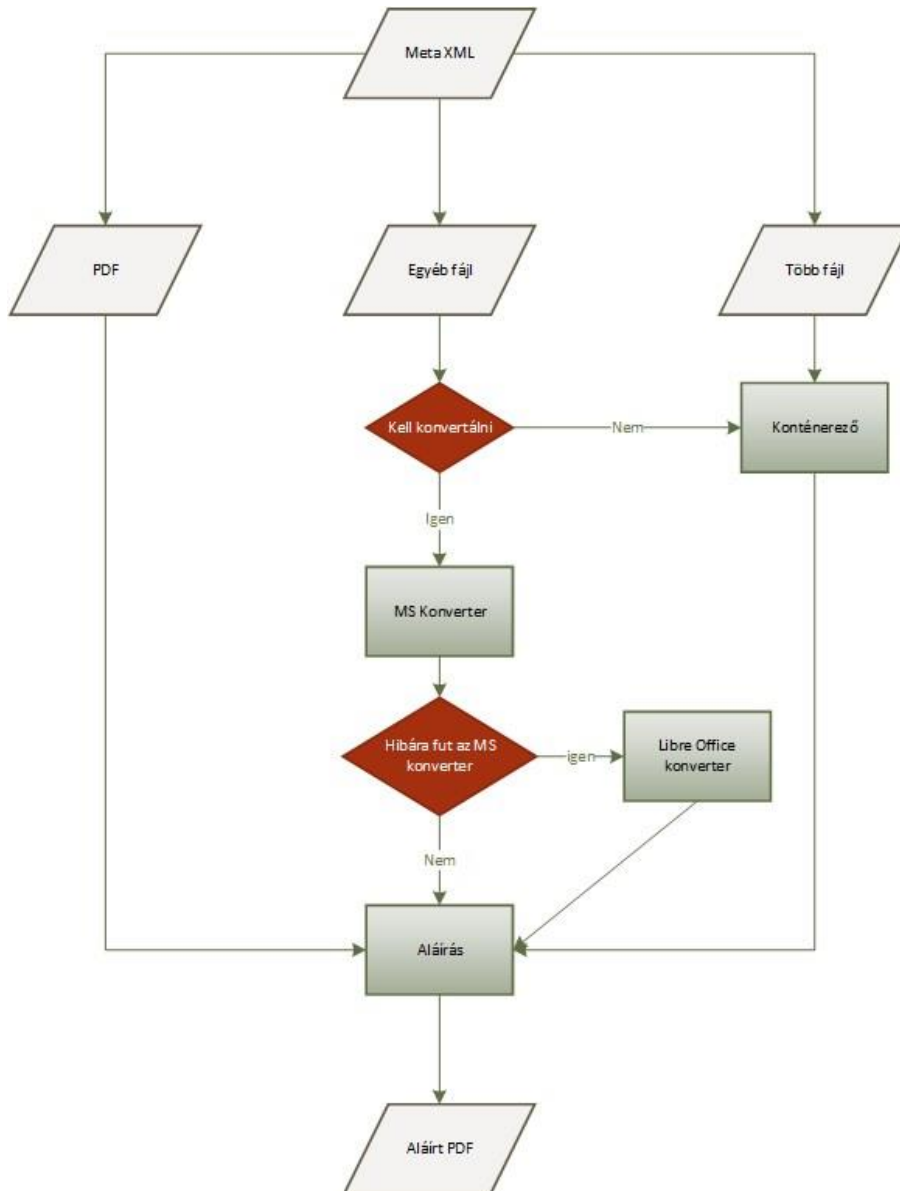 Meta XML
PDF
Egyéb fájl
Több fájl
Kell konvertálni
Nem
Konténerező
Igen
MS Konverter
Hibára fut az MS
konverter
igen
Libre Office
konverter
Nem
Aláírás
Aláírt PDF